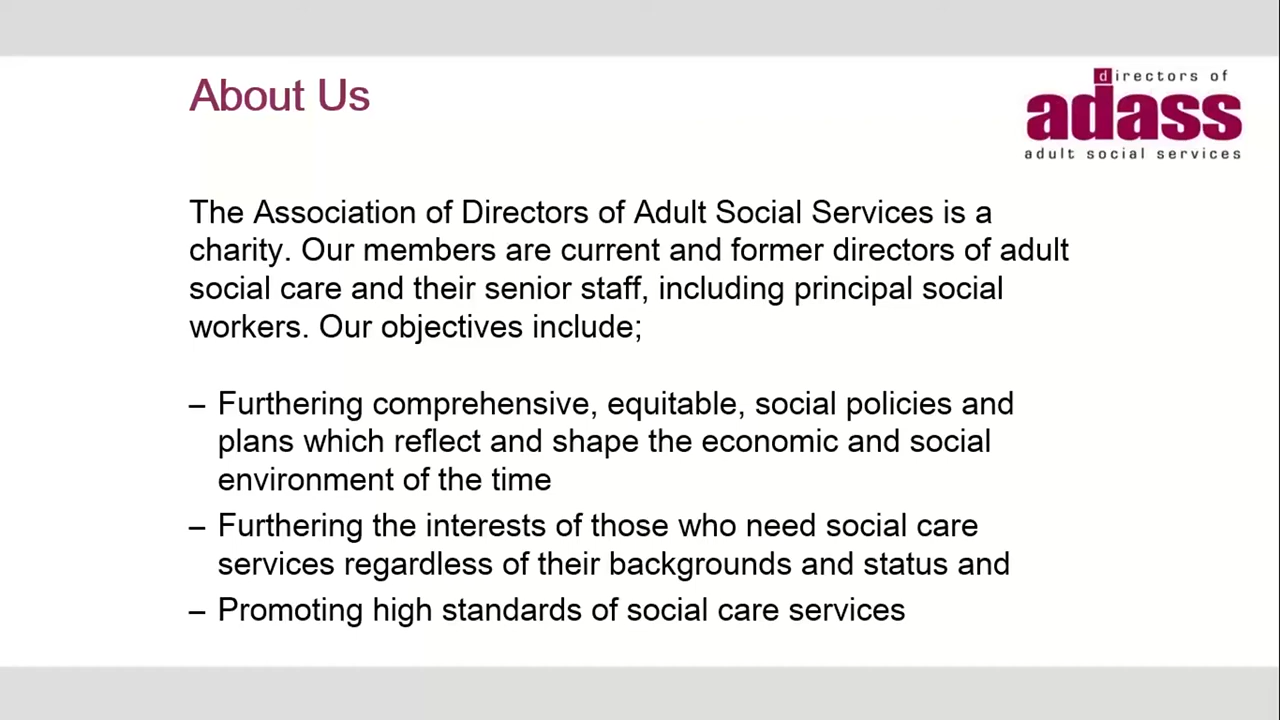 About Us
directors of
adass
adult social services
The Association of Directors of Adult Social Services is a
charity. Our members are current and former directors of adult
social care and their senior staff, including principal social
workers. Our objectives include;
– Furthering comprehensive, equitable, social policies and
plans which reflect and shape the economic and social
environment of the time
– Furthering the interests of those who need social care
services regardless of their backgrounds and status and
– Promoting high standards of social care services